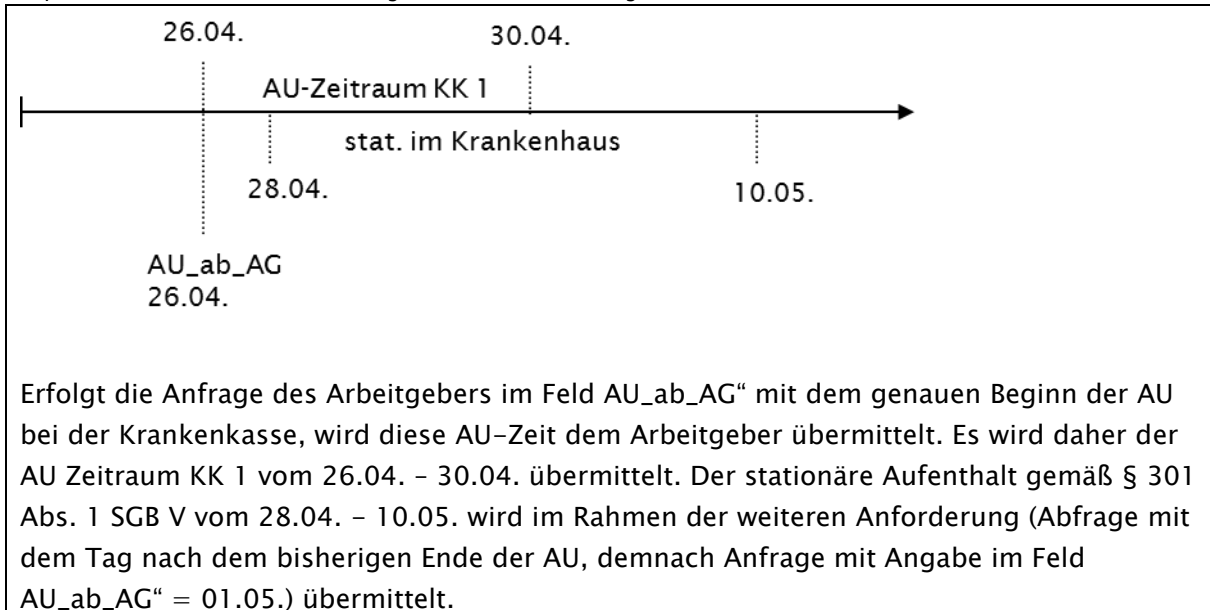 26.04. 30.04.
AU-Zeitraum KK 1
stat. im Krankenhaus
28.04. 10.05.
AU_ab_AG
26.04.
Erfolgt die Anfrage des Arbeitgebers im Feld AU_ab_AG“ mit dem genauen Beginn der AU
bei der Krankenkasse, wird diese AU-Zeit dem Arbeitgeber übermittelt. Es wird daher der
AU Zeitraum KK 1 vom 26.04. – 30.04. übermittelt. Der stationäre Aufenthalt gemäß § 301
Abs. 1 SGB V vom 28.04. – 10.05. wird im Rahmen der weiteren Anforderung (Abfrage mit
dem Tag nach dem bisherigen Ende der AU, demnach Anfrage mit Angabe im Feld
AU_ab_AG“ = 01.05.) übermittelt.